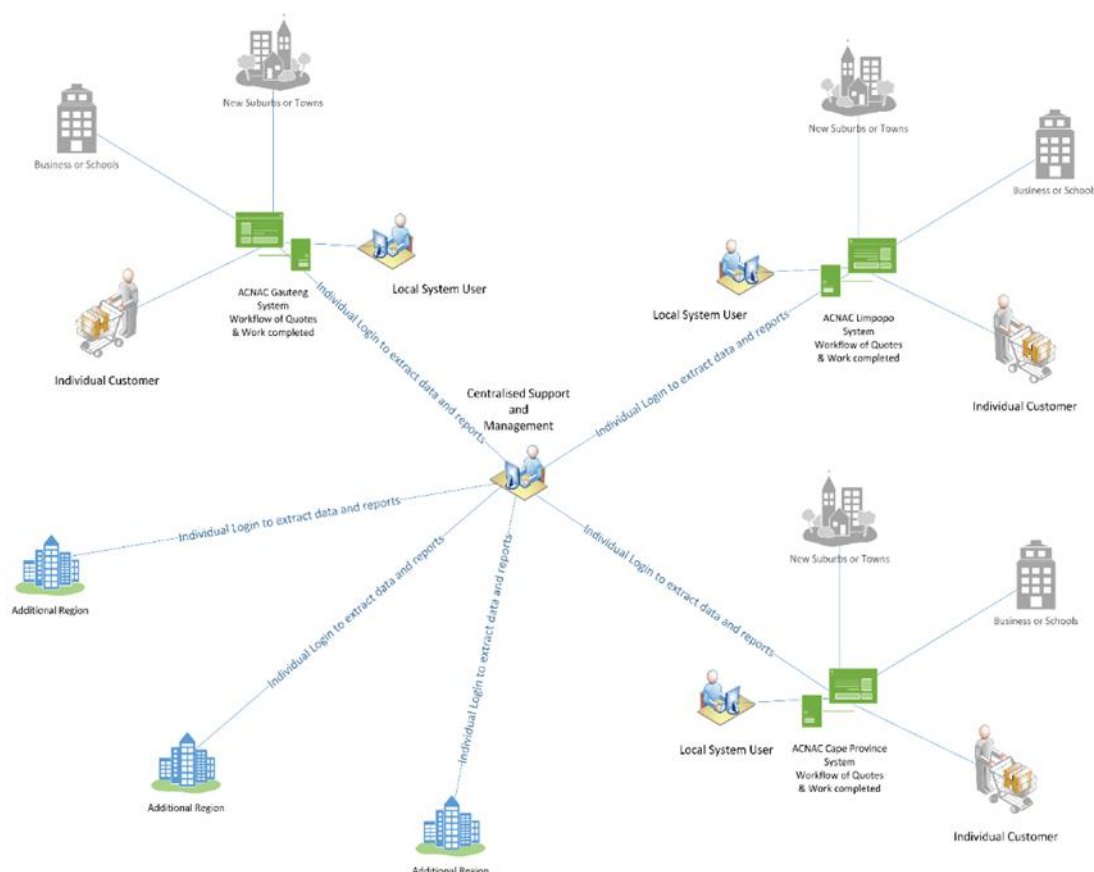 New Suburbs or Towns
Business or Schools
Local System User
ACNAC Gauteng
System
Workflow of Quotes
& Work completed
Individual Customer
Individual Login to extract data and reports
New Suburbs or Towns
Business or Schools
Local System User
ACNAC Limpopo
System
Workflow of Quotes
& Work completed
Individual Customer
Individual Login to extract data and reports
Centralised Support
and
Management
Individual Login to extract data and reports
Additional Region
Individual Login to extract data and reports
Additional Region
Individual Login to extract data and reports
Additional Region
Individual Login to extract data and reports
New Suburbs or Towns
Business or Schools
Local System User
ACNAC Cape Province
System
Workflow of Quotes
& Work completed
Individual Customer